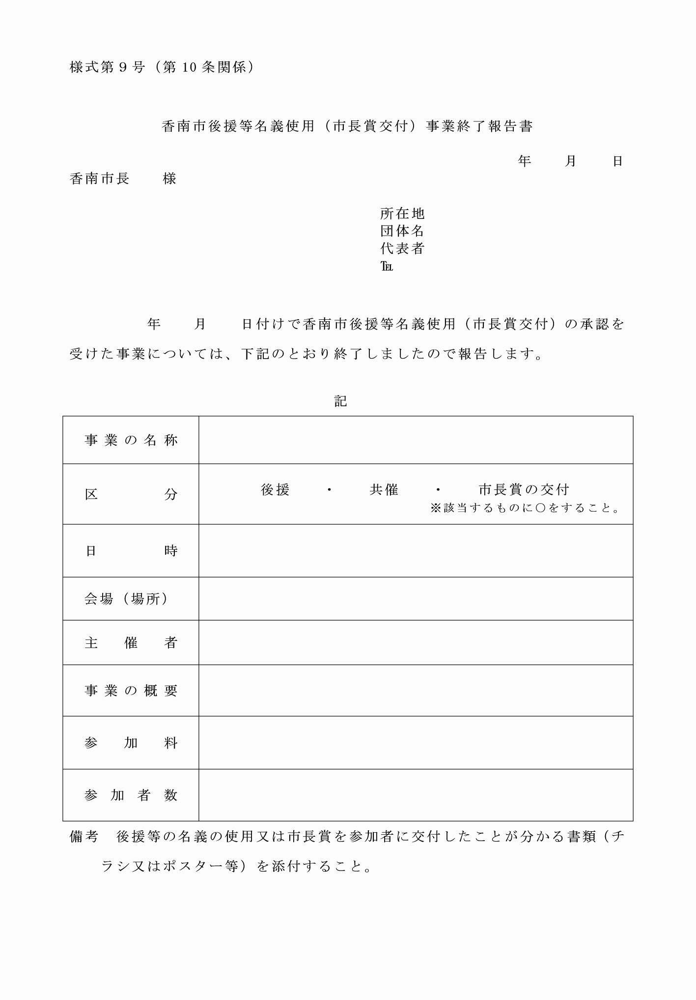 様式第９号（第10条関係）
香南市後援等名義使用（市長賞交付）事業終了報告書
年　　月　　日
香南市長　　様
所在地
団体名
代表者
℡
年　　月　　日付けで香南市後援等名義使用（市長賞交付）の承認を
受けた事業については、下記のとおり終了しましたので報告します。
記
事業の名称
区　　　　分
後援　　・　　共催　　・　　市長賞の交付
※該当するものに〇をすること。
日　　　　時
会場（場所）
主　催　者
事業の概要
参　加　料
参加者数
備考　後援等の名義の使用又は市長賞を参加者に交付したことが分かる書類（チ
ラシ又はポスター等）を添付すること。